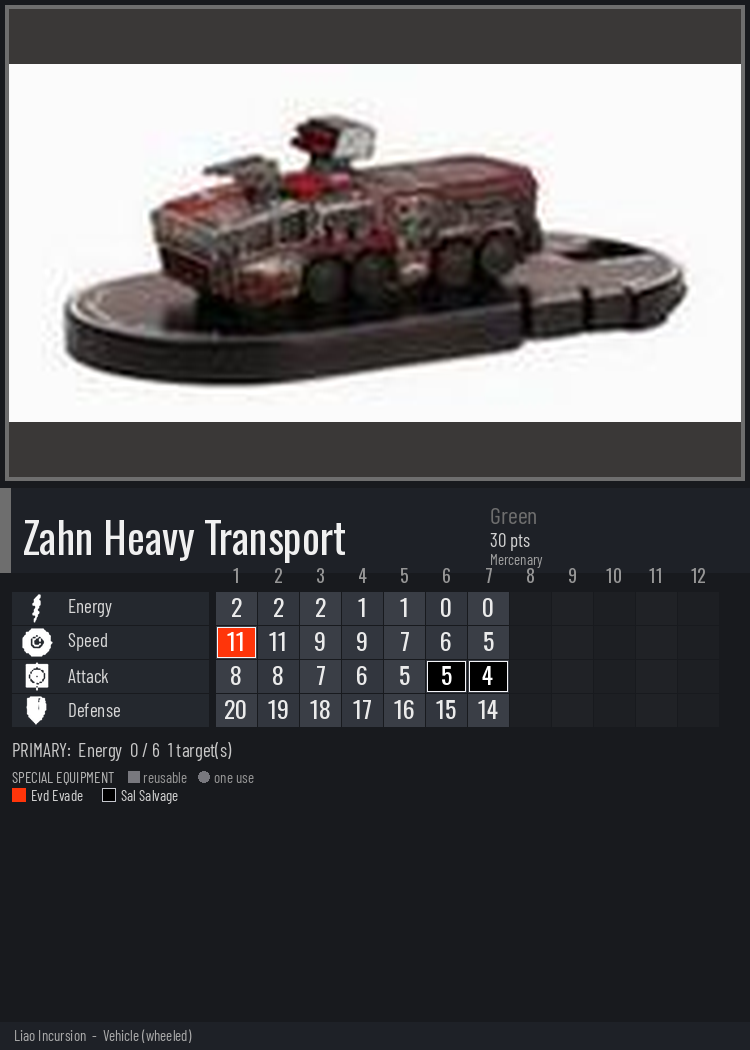 Zahn Heavy Transport
Green
30 pts
Mercenary
1 2 3 4 5 6 7 8 9 10 11 12
Energy 2 2 2 1 1 0 0
Speed 11 11 9 9 7 6 5
Attack 8 8 7 6 5 5 4
Defense 20 19 18 17 16 15 14
PRIMARY: Energy 0 / 6 1 target(s)
SPECIAL EQUIPMENT reusable one use
Evd Evade Sal Salvage
Liao Incursion - Vehicle (wheeled)